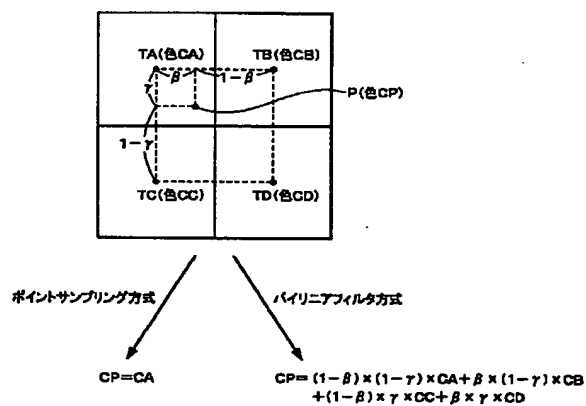 TA(色CA) TB(色CB)
β 1−β
γ
P(色CP)
1−γ
TC(色CC) TD(色CD)
ポイントサンプリング方式 バイリニアフィルタ方式
CP=CA
CP=(1−β)×(1−γ)×CA+β×(1−γ)×CB
+(1−β)×γ×CC+β×γ×CD